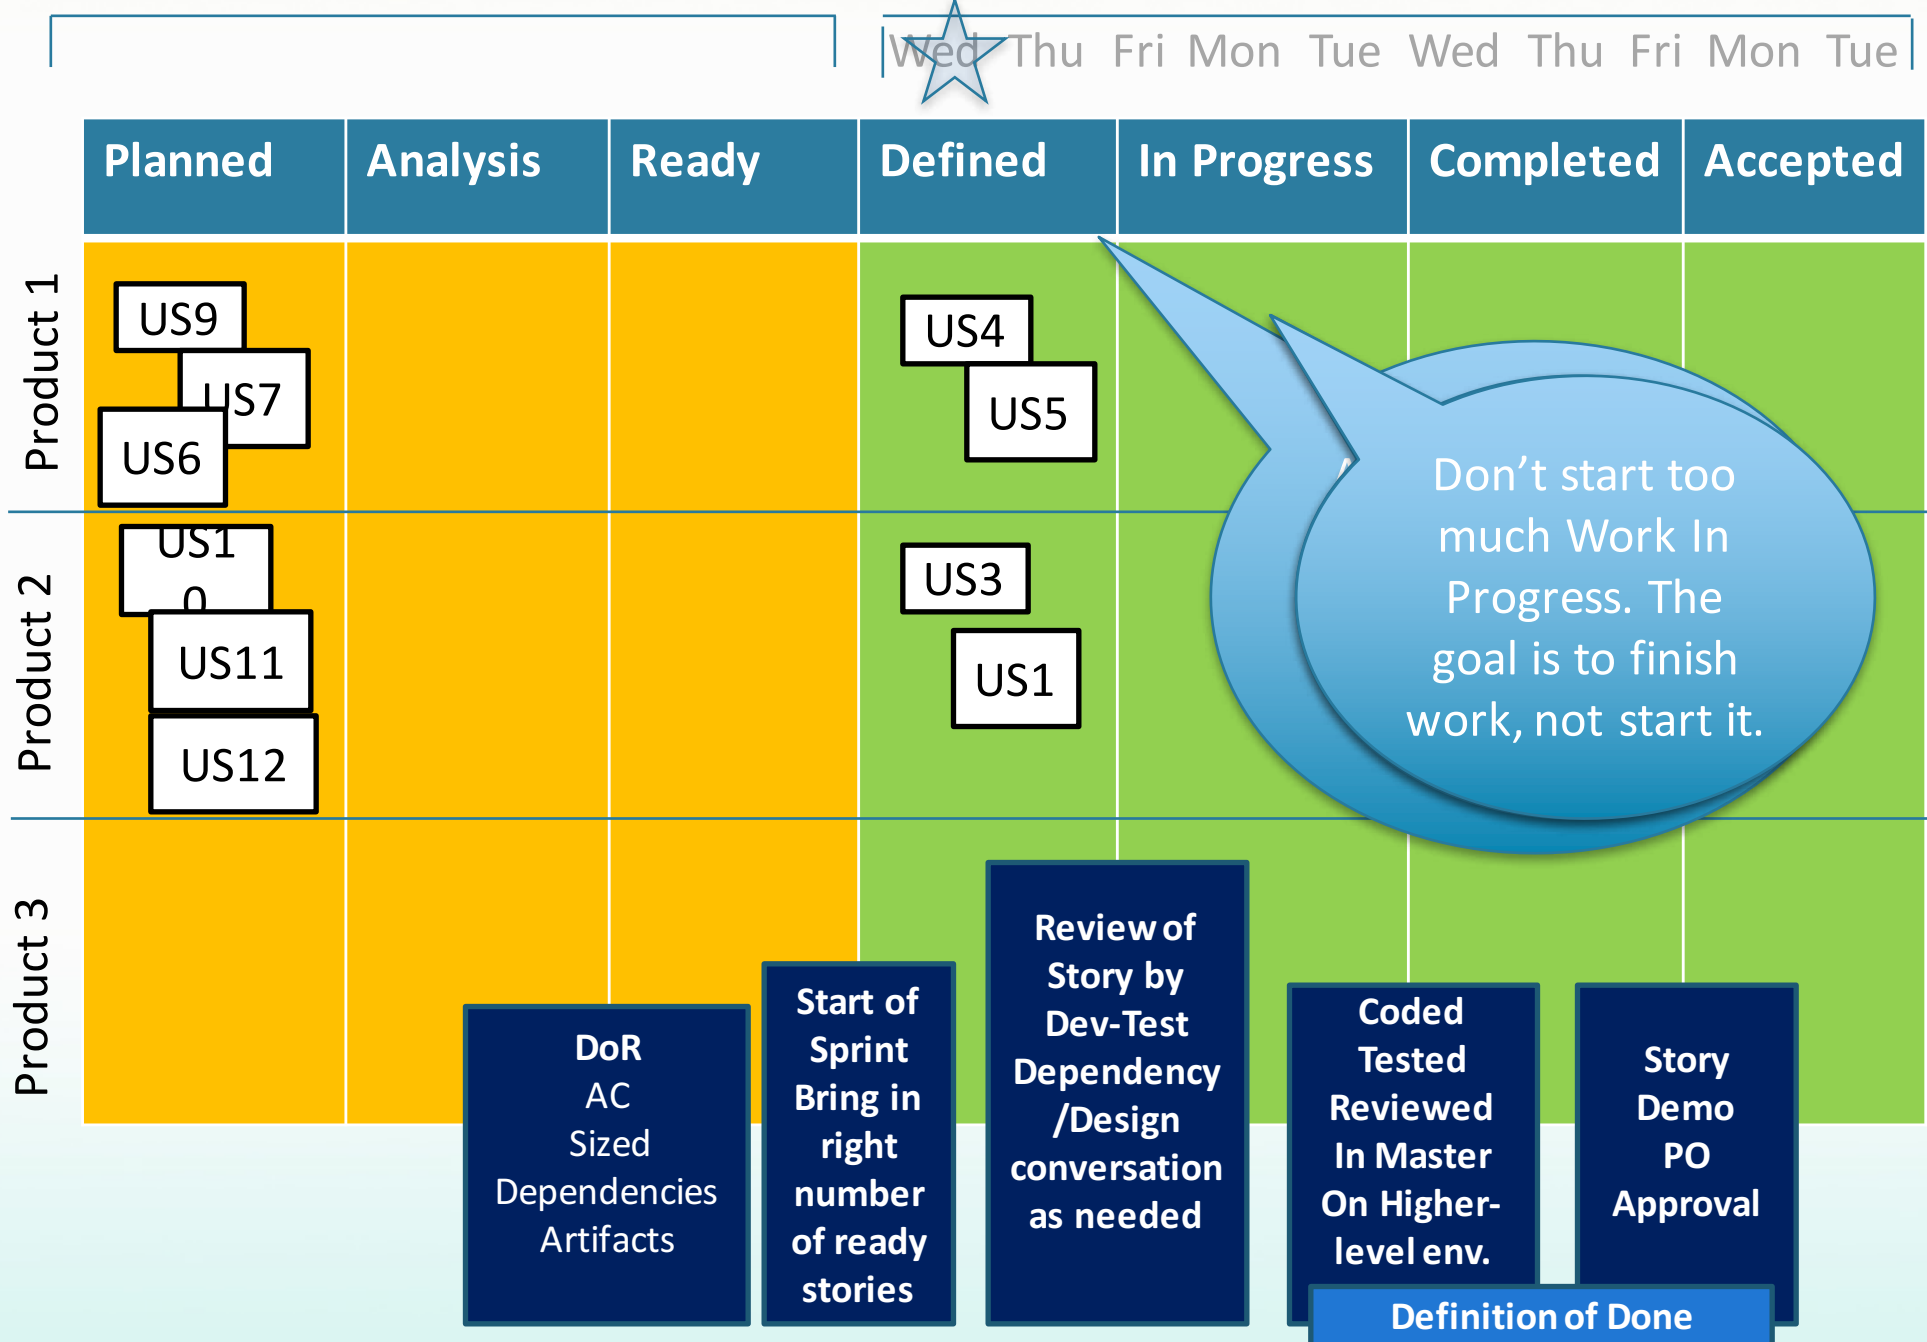 Wed Thu Fri Mon Tue Wed Thu Fri Mon Tue
Planned Analysis Ready Defined In Progress Completed Accepted
Product 1
US9
US7
US6
US4
US5
Product 2
US1
0
US11
US12
US3
US1
Don’t start too
much Work In
Progress. The
goal is to finish
work, not start it.
Product 3
DoR
AC
Sized
Dependencies
Artifacts
Start of
Sprint
Bring in
right
number
of ready
stories
Review of
Story by
Dev-Test
Dependency
/Design
conversation
as needed
Coded
Tested
Reviewed
In Master
On Higher-
level env.
Story
Demo
PO
Approval
Definition of Done